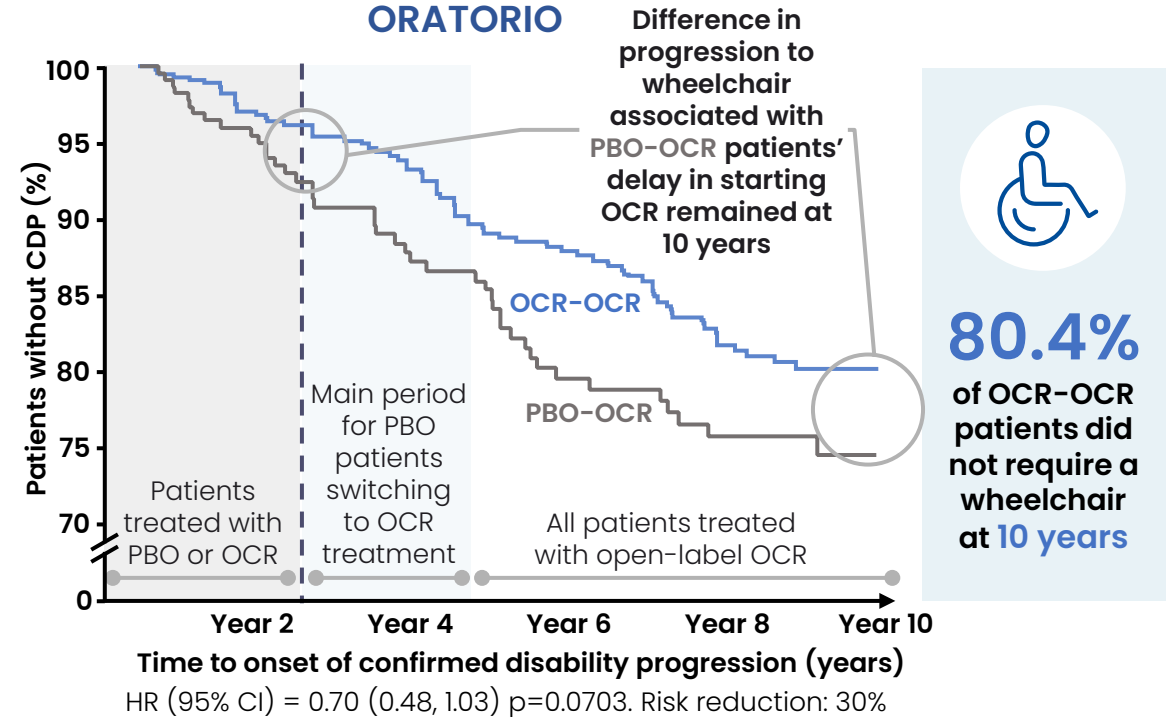 ORATORIO
Difference in
progression to
wheelchair
associated with
PBO–OCR patients’
delay in starting
OCR remained at
10 years
Patients without CDP (%)
100
95
90
85
80
75
70
0
OCR–OCR
PBO–OCR
Patients
treated with
PBO or OCR
Main period
for PBO
patients
switching
to OCR
treatment
All patients treated
with open-label OCR
Year 2
Year 4
Year 6
Year 8
Year 10
Time to onset of confirmed disability progression (years)
HR (95% CI) = 0.70 (0.48, 1.03) p=0.0703. Risk reduction: 30%
80.4%
of OCR–OCR
patients did
not require a
wheelchair
at 10 years